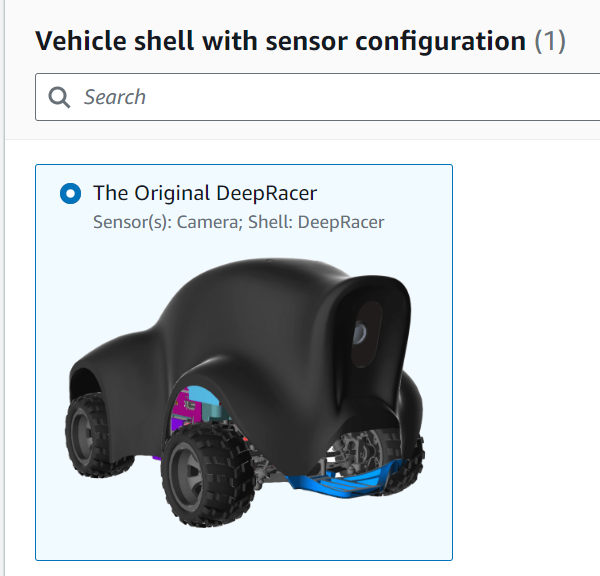 Vehicle shell with sensor configuration (1)
Search
The Original DeepRacer
Sensor(s): Camera; Shell: DeepRacer